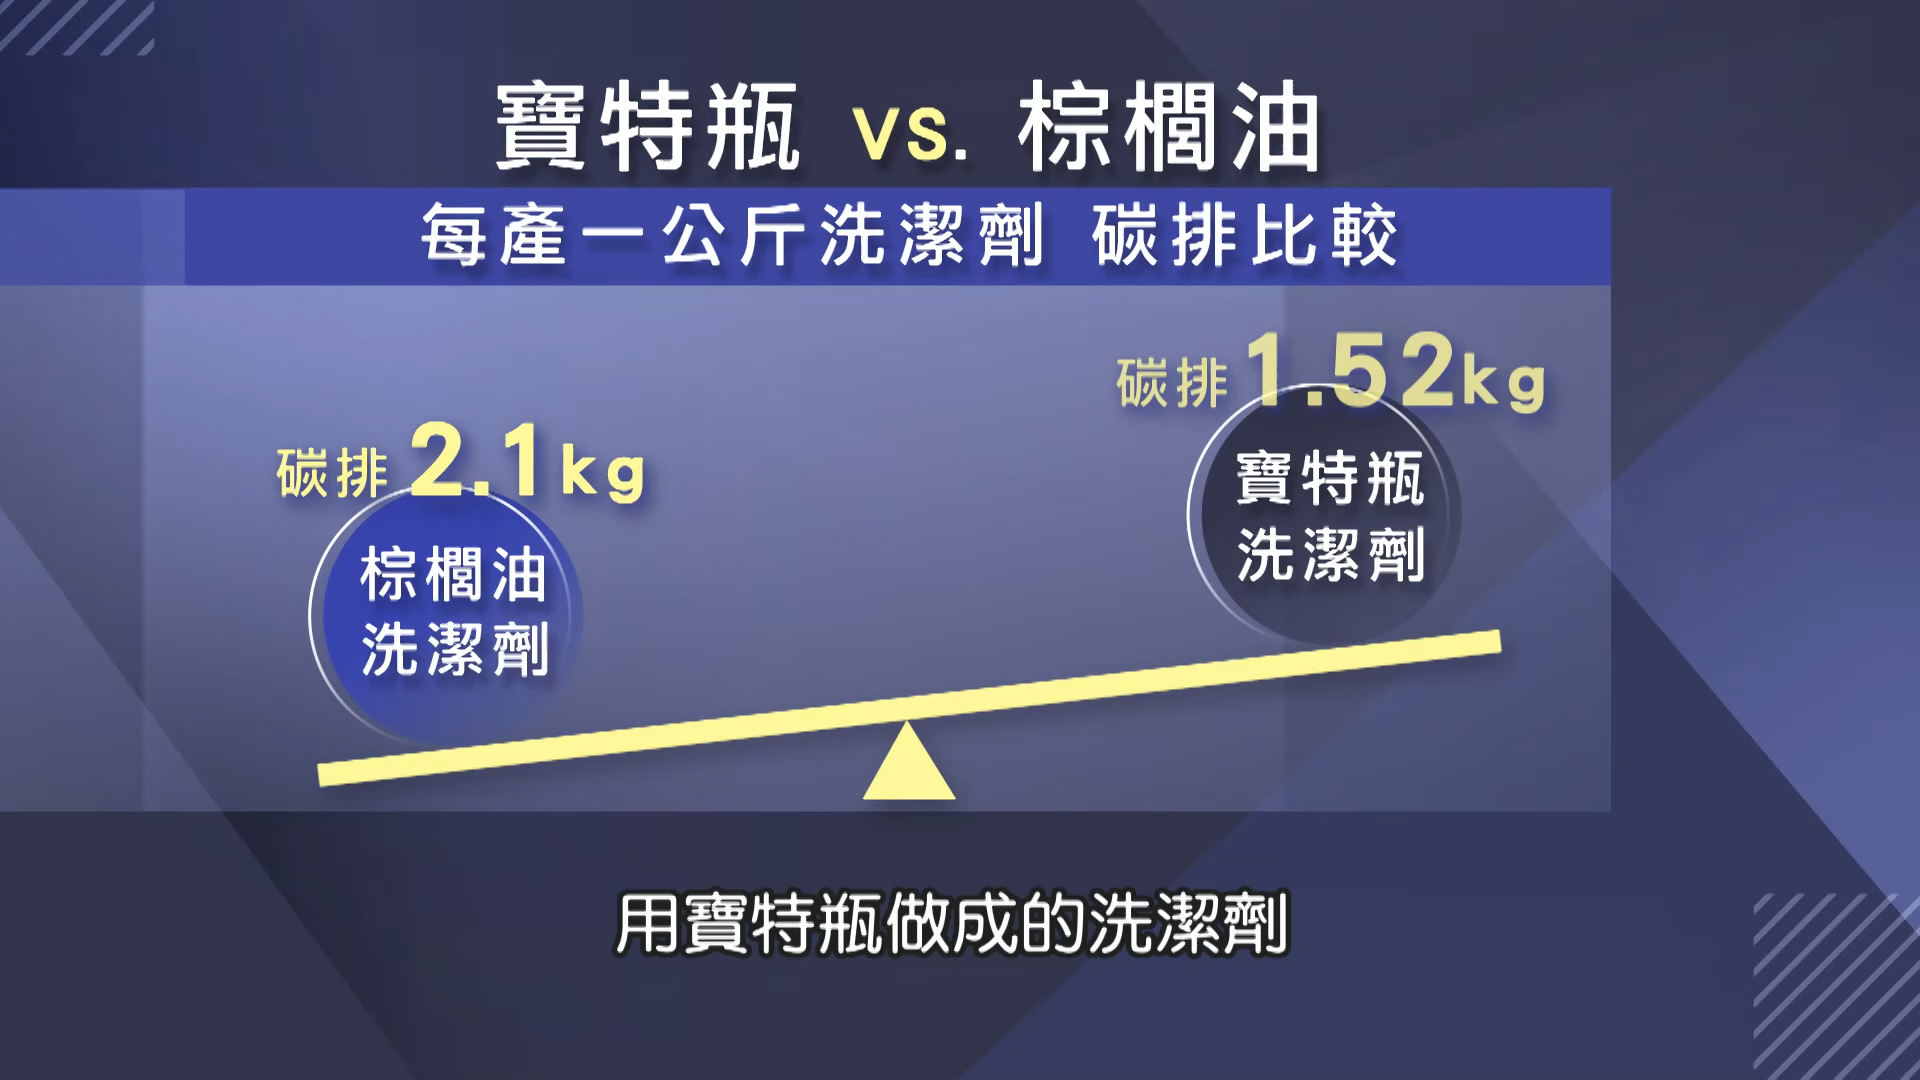 寶特瓶 vs. 棕櫚油
每產一公斤洗潔劑 碳排比較
碳排2.1kg
棕櫚油
洗潔劑
碳排1.52kg
寶特瓶
洗潔劑
用寶特瓶做成的洗潔劑